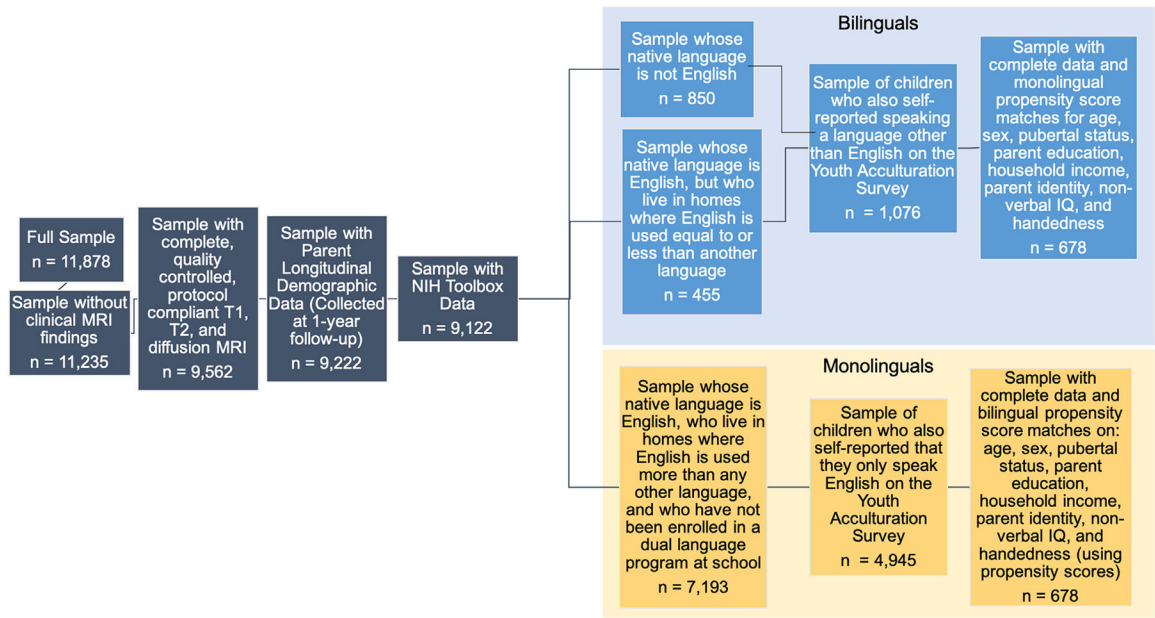 Full Sample
n = 11,878
Sample without
clinical MRI
findings
n = 11,235
Sample with
complete,
quality
controlled,
protocol
compliant T1,
T2, and
diffusion MRI
n = 9,562
Sample with
Parent
Longitudinal
Demographic
Data (Collected
at 1-year
follow-up)
n = 9,222
Sample with
NIH Toolbox
Data
n = 9,122
Bilinguals
Sample whose
native language
is not English
n = 850
Sample whose
native language is
English, but who
live in homes
where English is
used equal to or
less than another
language
n = 455
Sample of children
who also self-
reported speaking
a language other
than English on the
Youth Acculturation
Survey
n = 1,076
Sample with
complete data and
monolingual
propensity score
matches for age,
sex, pubertal status,
parent education,
household income,
parent identity, non-
verbal IQ, and
handedness
n = 678
Monolinguals
Sample whose
native language is
English, who live in
homes where
English is used
more than any
other language,
and who have not
been enrolled in a
dual language
program at school
n = 7,193
Sample of
children who also
self-reported that
they only speak
English on the
Youth
Acculturation
Survey
n = 4,945
Sample with
complete data and
bilingual propensity
score matches on:
age, sex, pubertal
status, parent
education,
household income,
parent identity, non-
verbal IQ, and
handedness (using
propensity scores)
n = 678